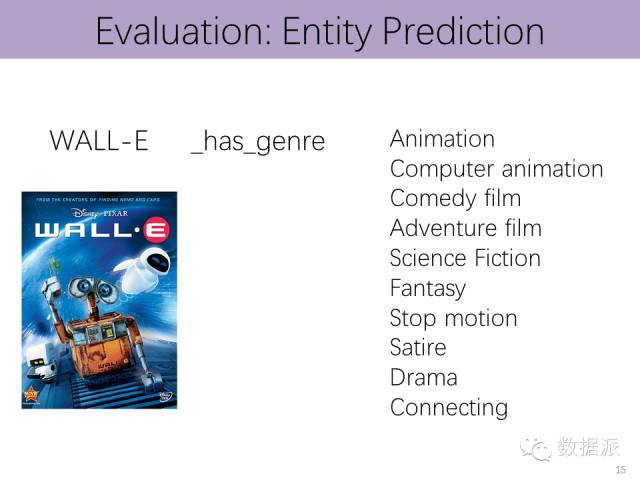 Evaluation: Entity Prediction
WALL-E _has_genre
Animation
Computer animation
Comedy film
Adventure film
Science Fiction
Fantasy
Stop motion
Satire
Drama
Connecting
FROM THE CREATORS OF FINDING NEMO AND CARS
Disney PIXAR
WALL•E
WALL•E
数据派
15